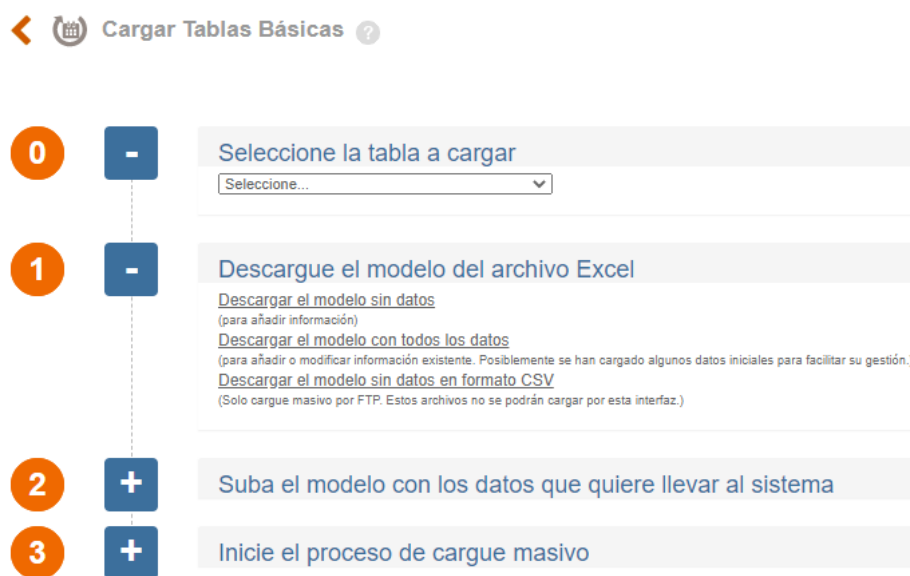 Cargar Tablas Básicas ?
0 - Seleccione la tabla a cargar
Seleccione...
1 - Descargue el modelo del archivo Excel
Descargar el modelo sin datos
(para añadir información)
Descargar el modelo con todos los datos
(para añadir o modificar información existente. Posiblemente se han cargado algunos datos iniciales para facilitar su gestión.)
Descargar el modelo sin datos en formato CSV
(Solo cargue masivo por FTP. Estos archivos no se podrán cargar por esta interfaz.)
2 + Suba el modelo con los datos que quiere llevar al sistema
3 + Inicie el proceso de cargue masivo